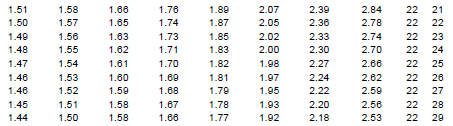 1.51 1.58 1.66 1.76 1.89 2.07 2.39 2.84 22 21
1.50 1.57 1.65 1.74 1.87 2.05 2.36 2.78 22 22
1.49 1.56 1.63 1.73 1.85 2.02 2.33 2.74 22 23
1.48 1.55 1.62 1.71 1.83 2.00 2.30 2.70 22 24
1.47 1.54 1.61 1.70 1.82 1.98 2.27 2.66 22 25
1.46 1.53 1.60 1.69 1.81 1.97 2.24 2.62 22 26
1.46 1.52 1.59 1.68 1.79 1.95 2.22 2.59 22 27
1.45 1.51 1.58 1.67 1.78 1.93 2.20 2.56 22 28
1.44 1.50 1.58 1.66 1.77 1.92 2.18 2.53 22 29